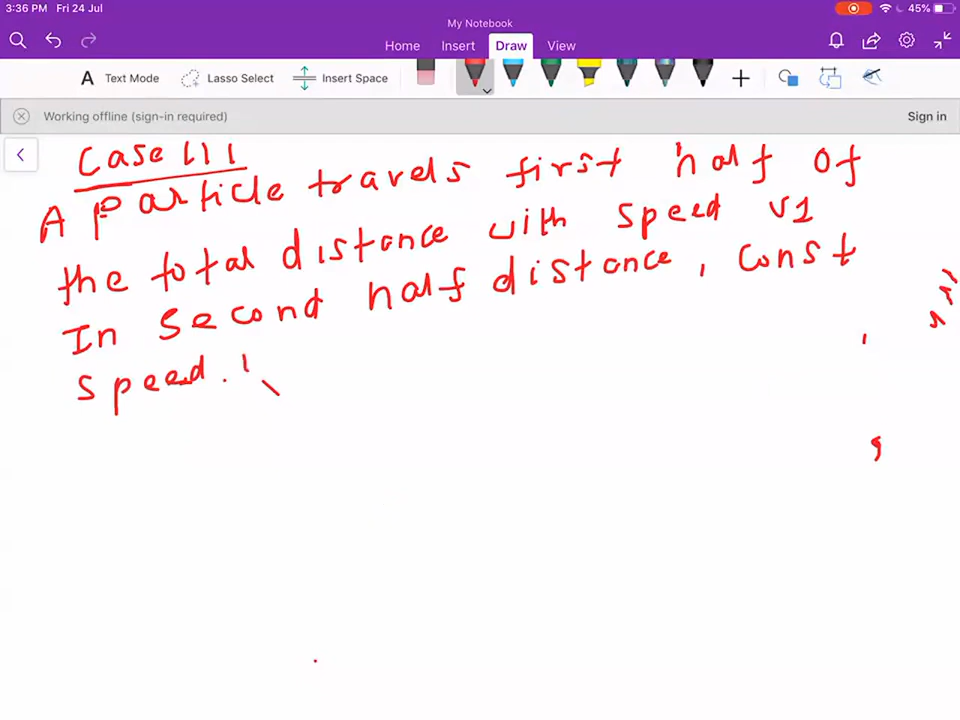 3:36 PM Fri 24 Jul
45%
My Notebook
Home Insert Draw View
Text Mode Lasso Select Insert Space
Working offline (sign-in required) Sign in
Case III
A Particle travels first half of
the total distance with speed v1
In Second half distance, const
speed.